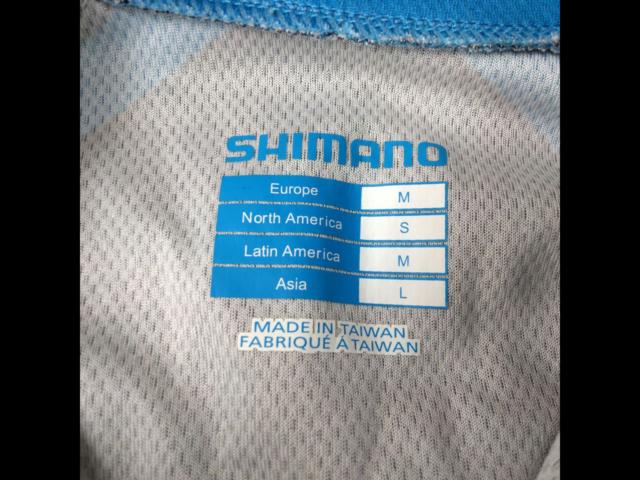 SHIMANO
Europe M
North America S
Latin America M
Asia L
MADE IN TAIWAN
FABRIQUÉ À TAIWAN